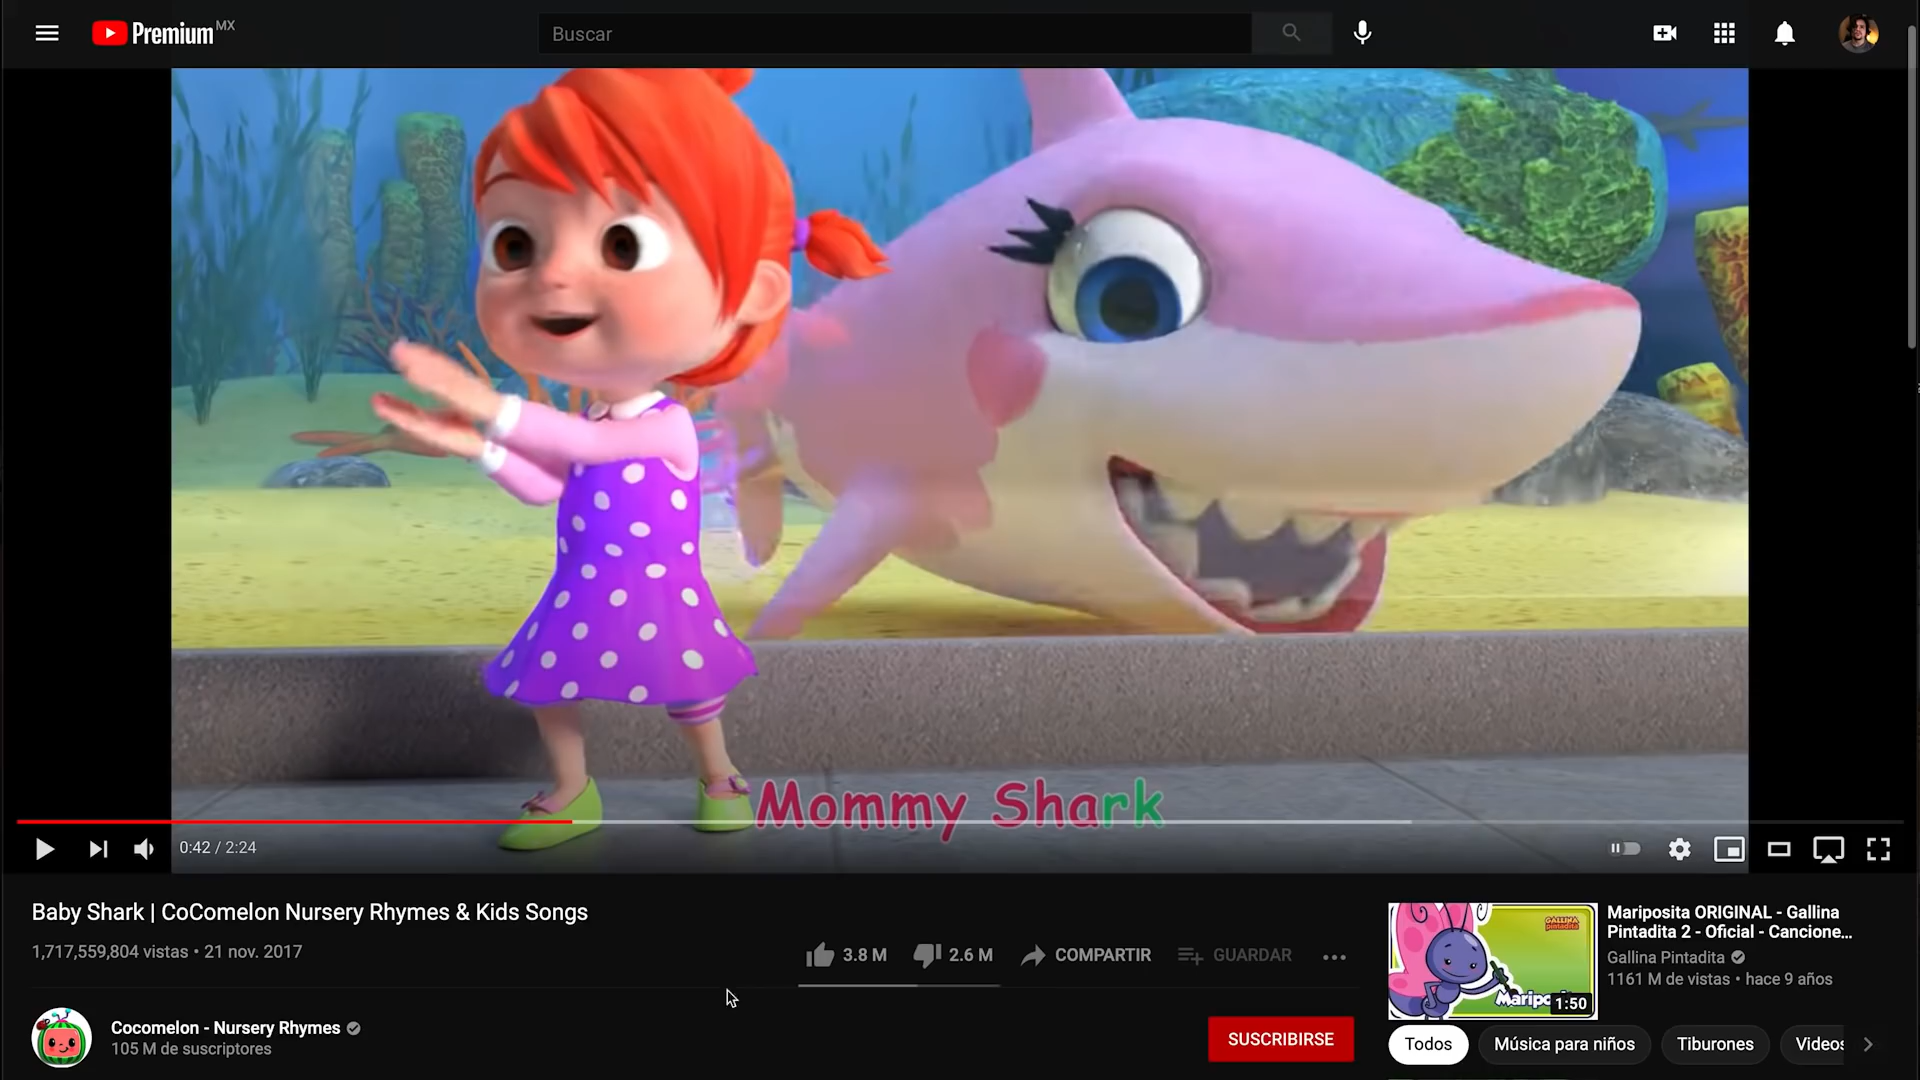 Premium MX
Buscar
Mommy Shark
0:42 / 2:24
Baby Shark | CoComelon Nursery Rhymes & Kids Songs
1,717,559,804 vistas • 21 nov. 2017
3.8 M
2.6 M
COMPARTIR
GUARDAR
Cocomelon - Nursery Rhymes
105 M de suscriptores
SUSCRIBIRSE
GALLINA
Pintadita
Maripo
1:50
Mariposita ORIGINAL - Gallina
Pintadita 2 - Oficial - Cancione...
Gallina Pintadita
1161 M de vistas • hace 9 años
Todos
Música para niños
Tiburones
Videos